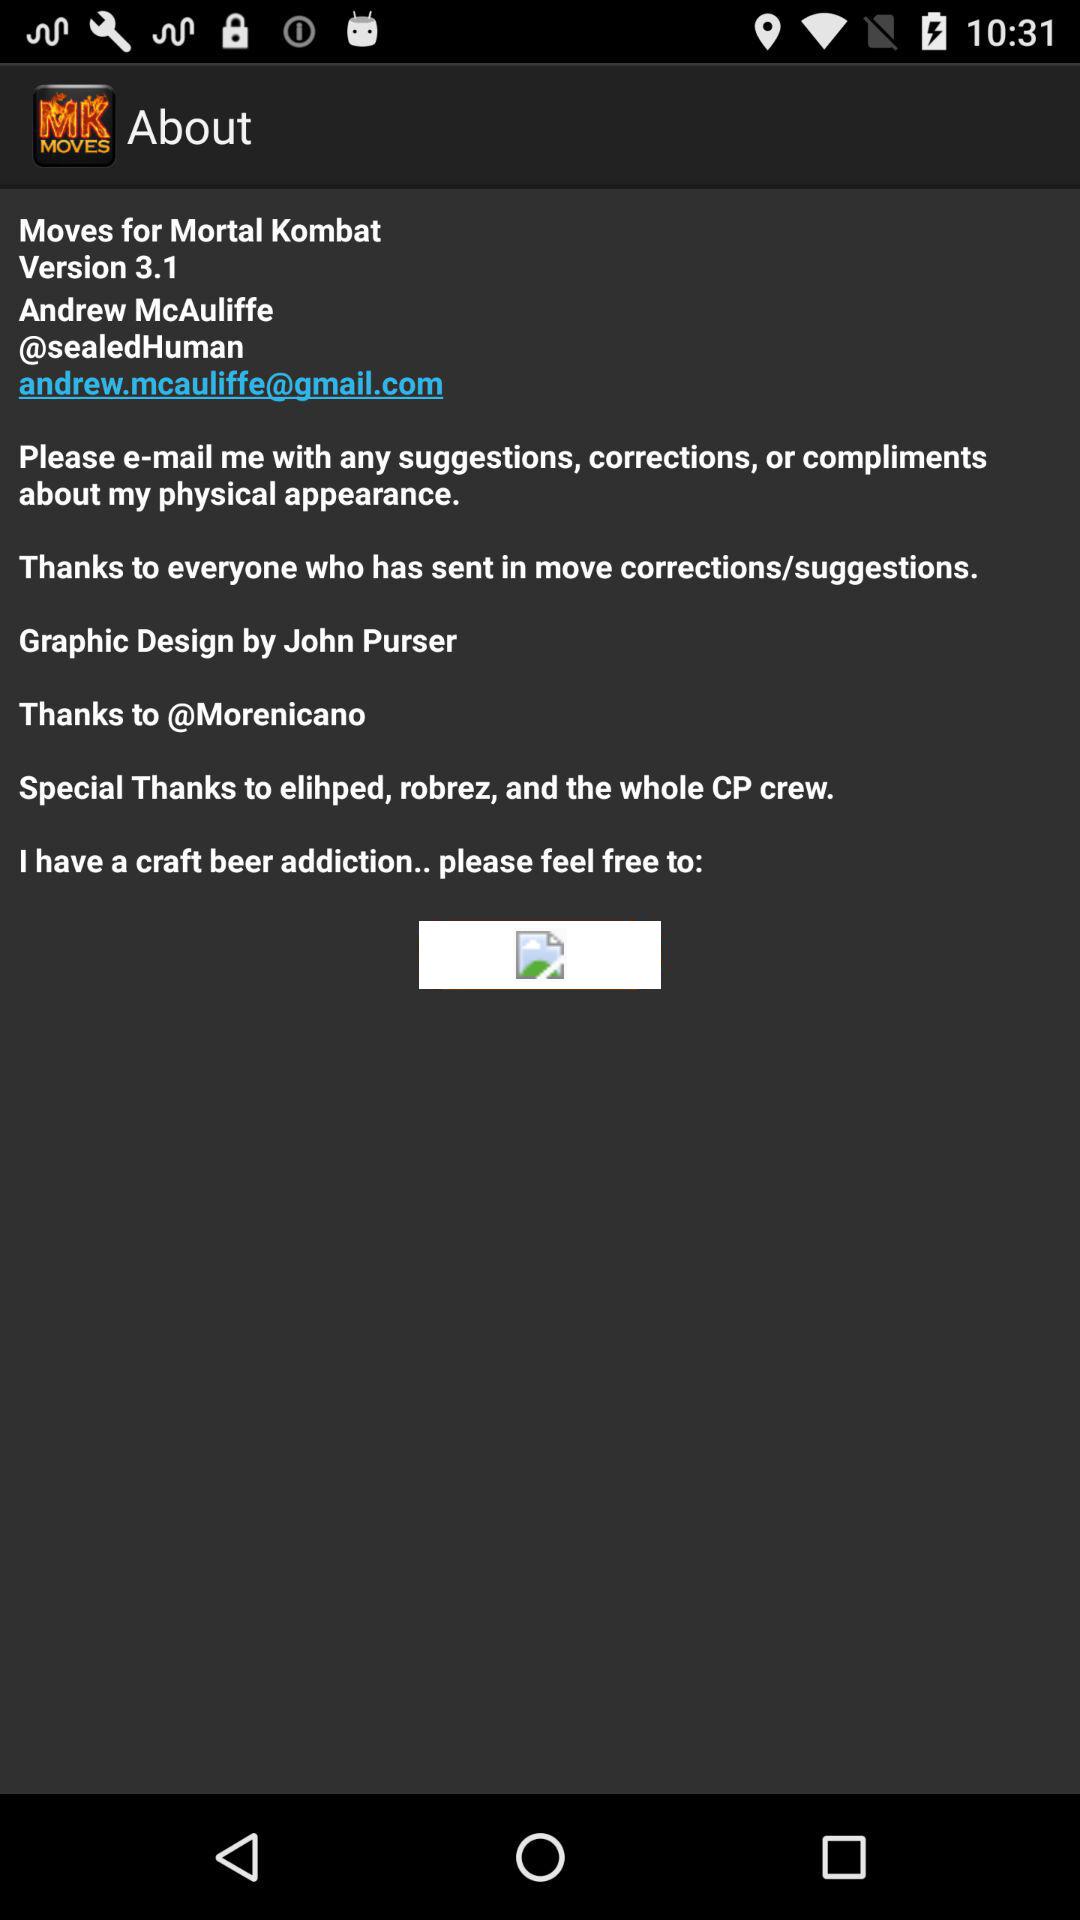 10:31
MK
MOVES
About
Moves for Mortal Kombat
Version 3.1
Andrew McAuliffe
@sealedHuman
andrew.mcauliffe@gmail.com
Please e-mail me with any suggestions, corrections, or compliments
about my physical appearance.
Thanks to everyone who has sent in move corrections/suggestions.
Graphic Design by John Purser
Thanks to @Morenicano
Special Thanks to elihped, robrez, and the whole CP crew.
I have a craft beer addiction.. please feel free to: